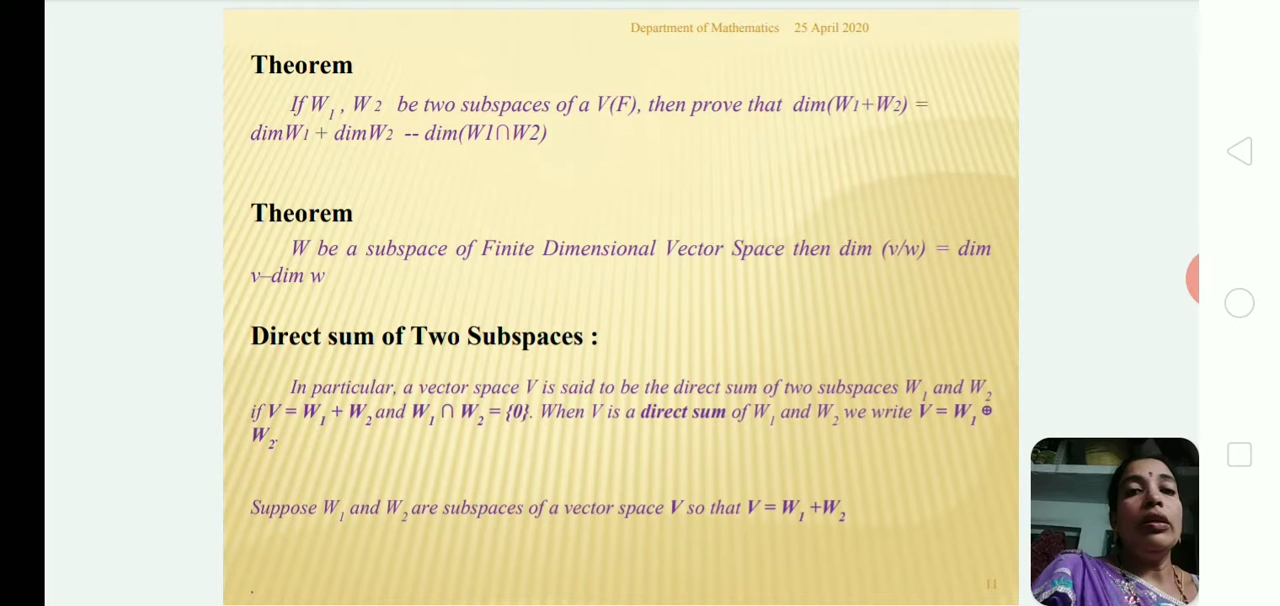 Department of Mathematics 25 April 2020
Theorem
If W₁ , W₂ be two subspaces of a V(F), then prove that dim(W₁+W₂) =
dimW₁ + dimW₂ -- dim(W1∩W2)
Theorem
W be a subspace of Finite Dimensional Vector Space then dim (v/w) = dim
v–dim w
Direct sum of Two Subspaces :
In particular, a vector space V is said to be the direct sum of two subspaces W₁ and W₂
if V = W₁ + W₂ and W₁ ∩ W₂ = {0}. When V is a direct sum of W₁ and W₂ we write V = W₁ ⊕
W₂.
Suppose W₁ and W₂ are subspaces of a vector space V so that V = W₁ +W₂
.
11